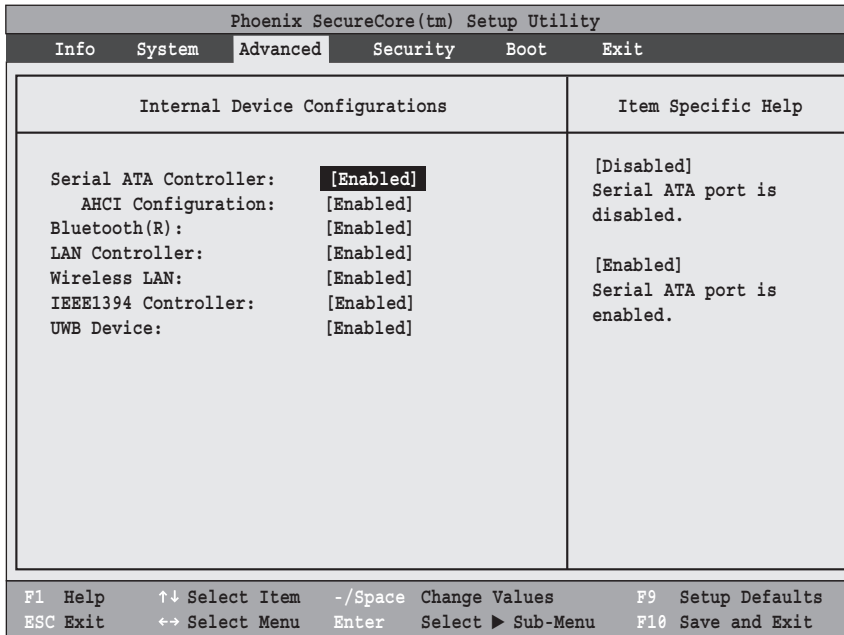 Phoenix SecureCore(tm) Setup Utility
Info System Advanced Security Boot Exit
Internal Device Configurations
Serial ATA Controller: [Enabled]
AHCI Configuration: [Enabled]
Bluetooth(R): [Enabled]
LAN Controller: [Enabled]
Wireless LAN: [Enabled]
IEEE1394 Controller: [Enabled]
UWB Device: [Enabled]
Item Specific Help
[Disabled]
Serial ATA port is
disabled.
[Enabled]
Serial ATA port is
enabled.
F1 Help ↑↓ Select Item -/Space Change Values F9 Setup Defaults
ESC Exit ←→ Select Menu Enter Select ▶ Sub-Menu F10 Save and Exit